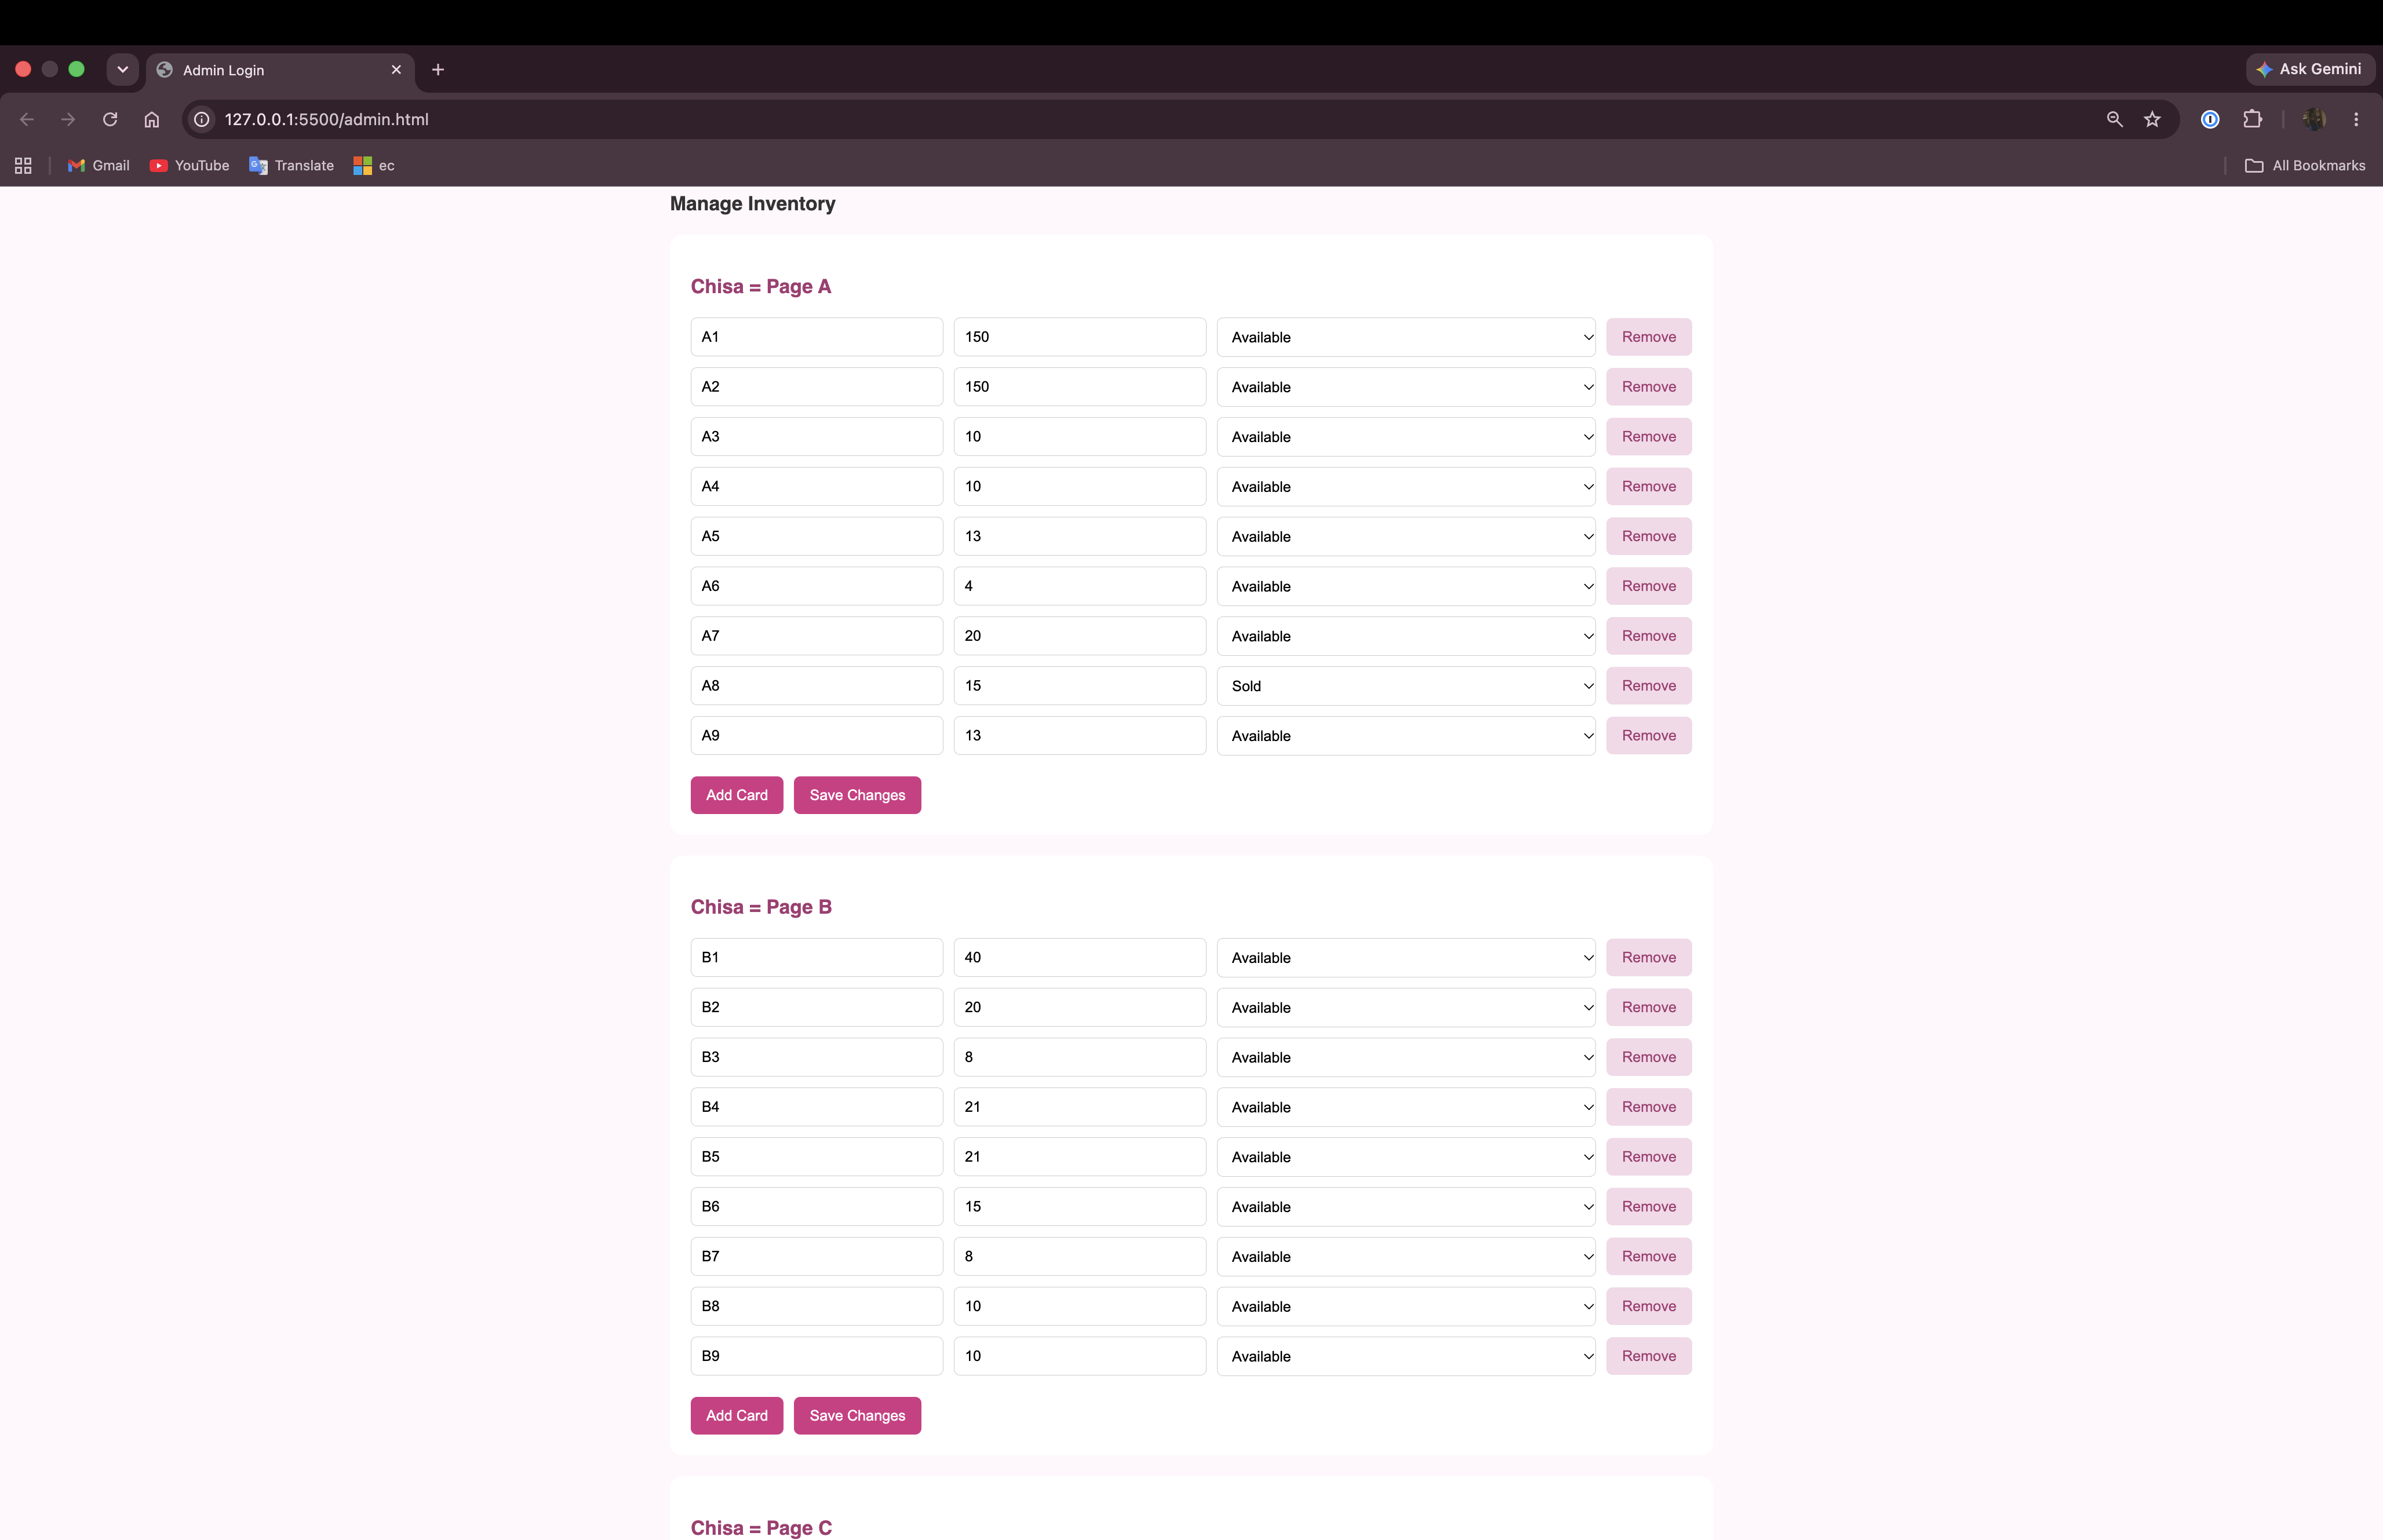 Admin Login
Ask Gemini
127.0.0.1:5500/admin.html
Gmail YouTube Translate ec All Bookmarks
Manage Inventory
Chisa = Page A
A1 150 Available Remove
A2 150 Available Remove
A3 10 Available Remove
A4 10 Available Remove
A5 13 Available Remove
A6 4 Available Remove
A7 20 Available Remove
A8 15 Sold Remove
A9 13 Available Remove
Add Card Save Changes
Chisa = Page B
B1 40 Available Remove
B2 20 Available Remove
B3 8 Available Remove
B4 21 Available Remove
B5 21 Available Remove
B6 15 Available Remove
B7 8 Available Remove
B8 10 Available Remove
B9 10 Available Remove
Add Card Save Changes
Chisa = Page C